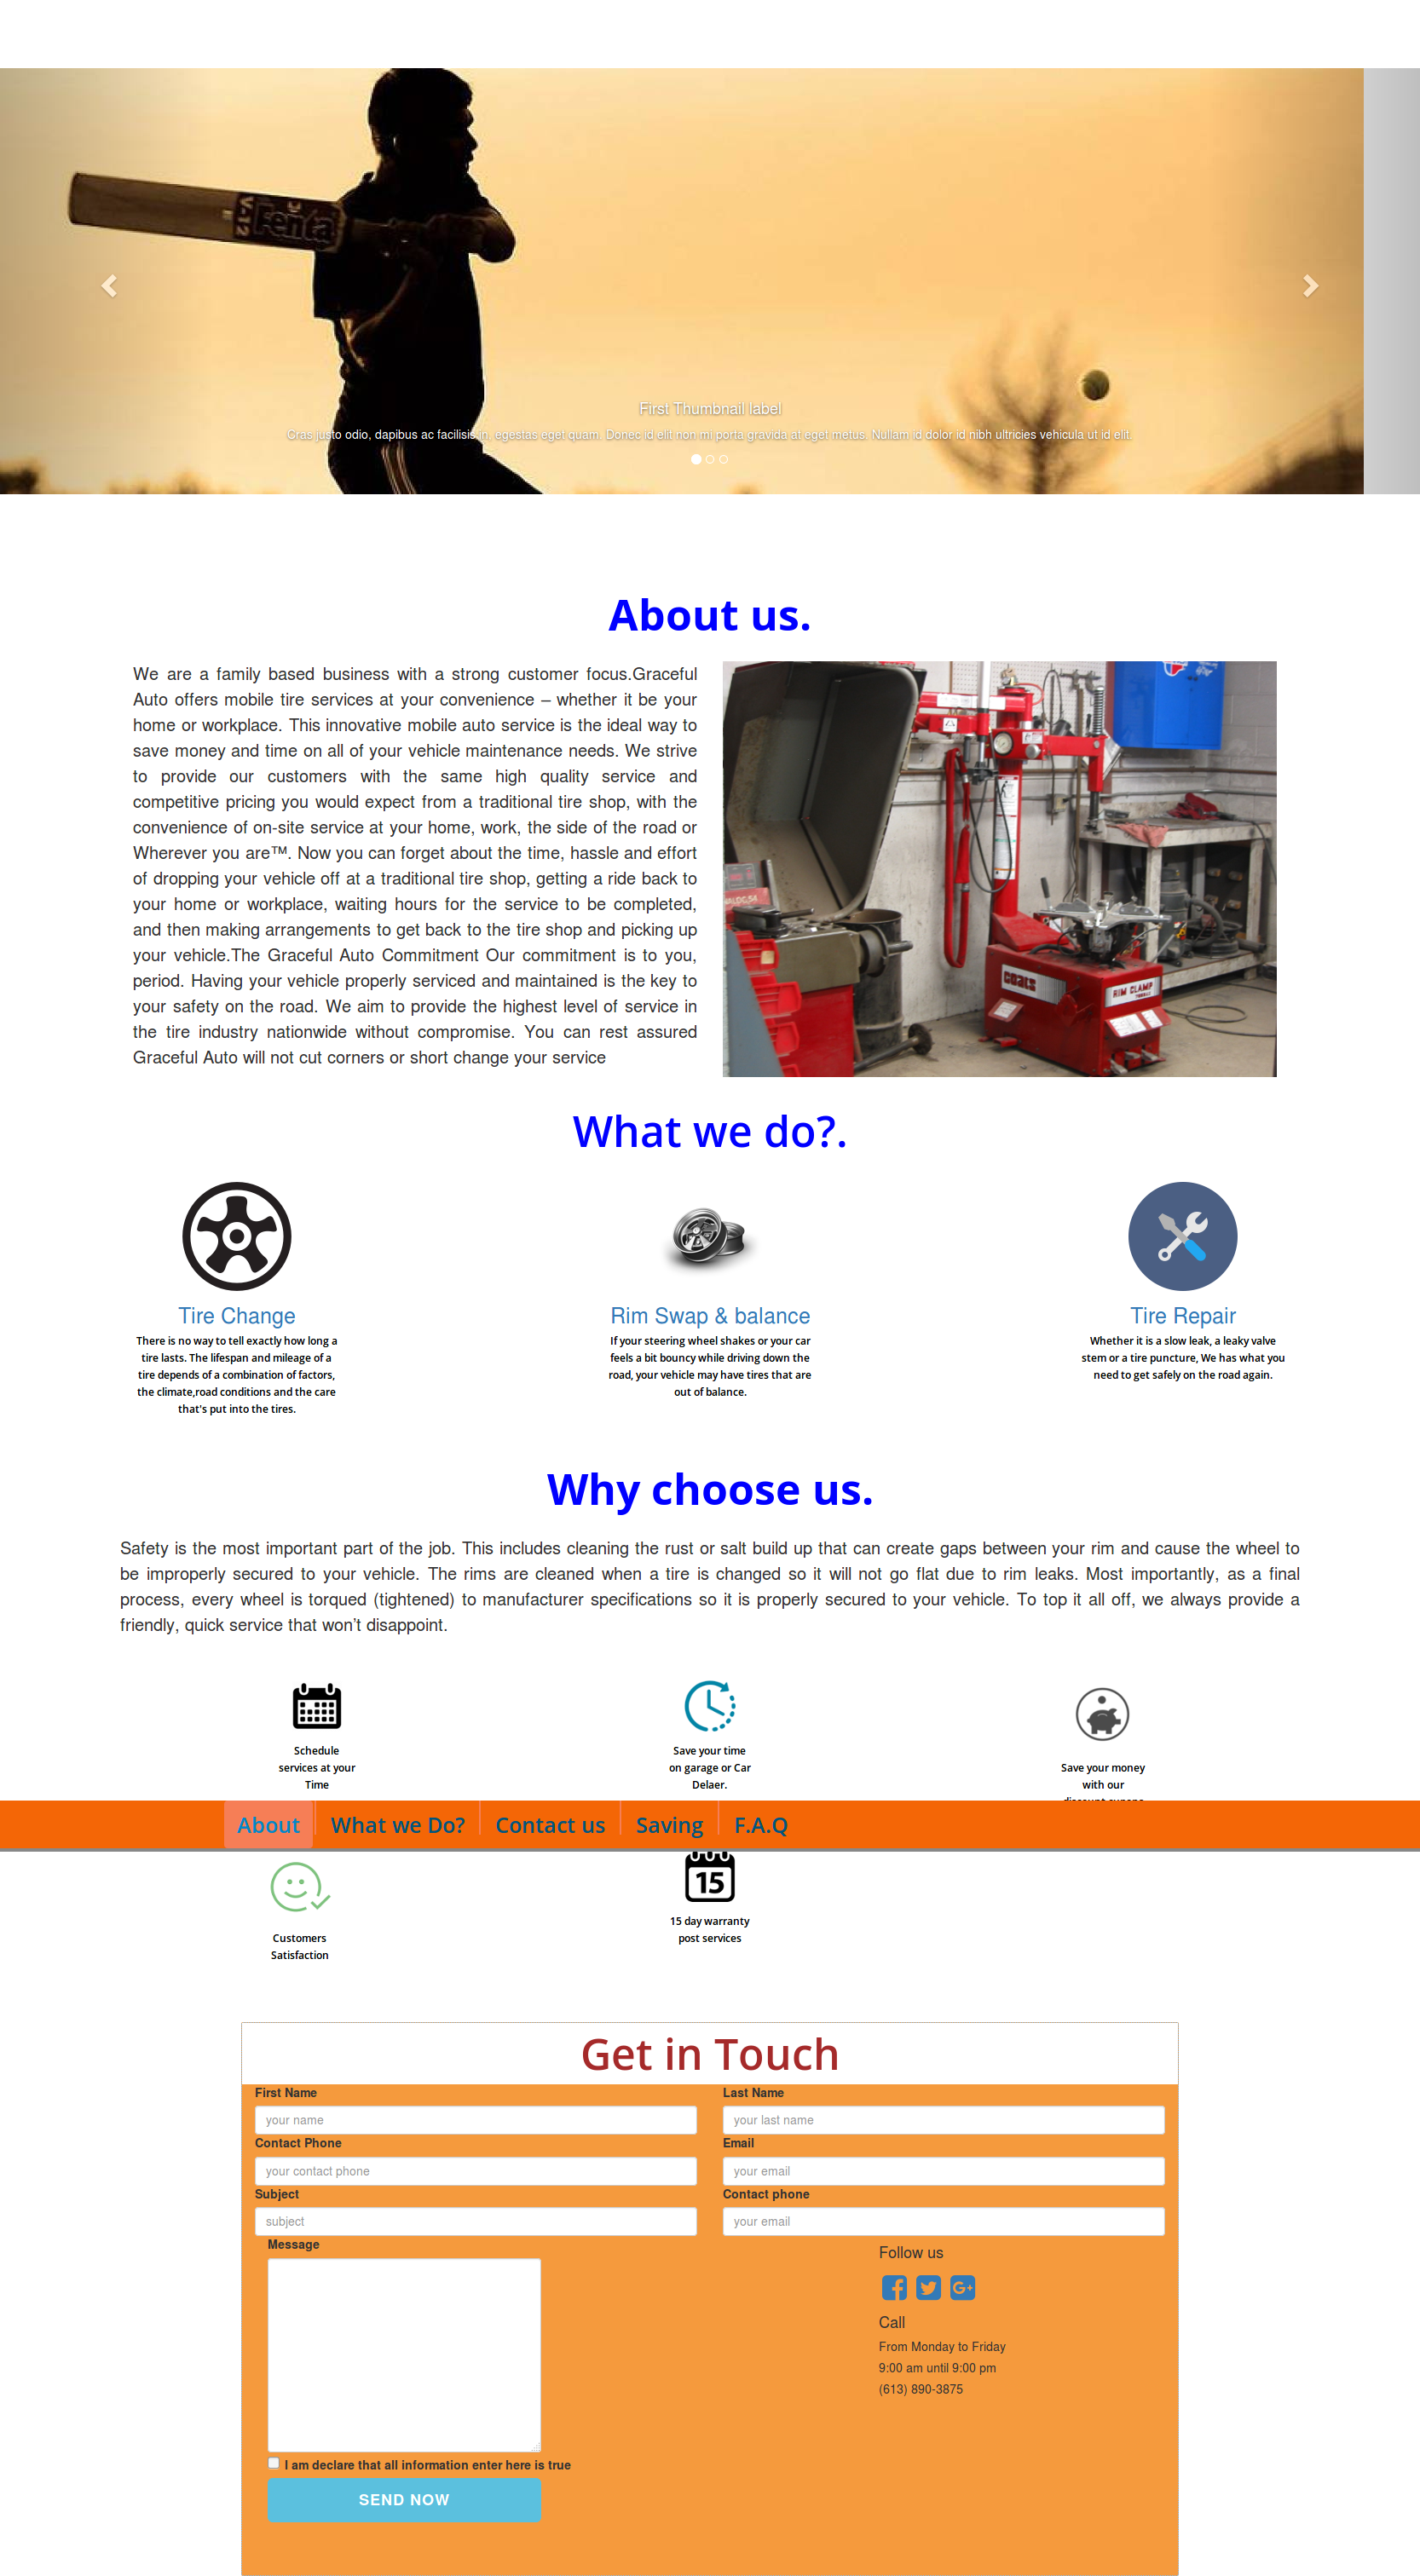 V-12
Fenta
First Thumbnail label
Cras justo odio, dapibus ac facilisis in, egestas eget quam. Donec id elit non mi porta gravida at eget metus. Nullam id dolor id nibh ultricies vehicula ut id elit.
About us.
We are a family based business with a strong customer focus.Graceful
Auto offers mobile tire services at your convenience – whether it be your
home or workplace. This innovative mobile auto service is the ideal way to
save money and time on all of your vehicle maintenance needs. We strive
to provide our customers with the same high quality service and
competitive pricing you would expect from a traditional tire shop, with the
convenience of on-site service at your home, work, the side of the road or
Wherever you are™. Now you can forget about the time, hassle and effort
of dropping your vehicle off at a traditional tire shop, getting a ride back to
your home or workplace, waiting hours for the service to be completed,
and then making arrangements to get back to the tire shop and picking up
your vehicle.The Graceful Auto Commitment Our commitment is to you,
period. Having your vehicle properly serviced and maintained is the key to
your safety on the road. We aim to provide the highest level of service in
the tire industry nationwide without compromise. You can rest assured
Graceful Auto will not cut corners or short change your service
coats
RIM CLAMP
What we do?.
Tire Change
There is no way to tell exactly how long a
tire lasts. The lifespan and mileage of a
tire depends of a combination of factors,
the climate,road conditions and the care
that's put into the tires.
Rim Swap & balance
If your steering wheel shakes or your car
feels a bit bouncy while driving down the
road, your vehicle may have tires that are
out of balance.
Tire Repair
Whether it is a slow leak, a leaky valve
stem or a tire puncture, We has what you
need to get safely on the road again.
Why choose us.
Safety is the most important part of the job. This includes cleaning the rust or salt build up that can create gaps between your rim and cause the wheel to
be improperly secured to your vehicle. The rims are cleaned when a tire is changed so it will not go flat due to rim leaks. Most importantly, as a final
process, every wheel is torqued (tightened) to manufacturer specifications so it is properly secured to your vehicle. To top it all off, we always provide a
friendly, quick service that won’t disappoint.
Schedule
services at your
Time
Save your time
on garage or Car
Delaer.
Save your money
with our
About
What we Do?
Contact us
Saving
F.A.Q
Customers
Satisfaction
15
15 day warranty
post services
Get in Touch
First Name
Last Name
your name
your last name
Contact Phone
Email
your contact phone
your email
Subject
Contact phone
subject
your email
Message
Follow us
G+
Call
From Monday to Friday
9:00 am until 9:00 pm
(613) 890-3875
I am declare that all information enter here is true
SEND NOW